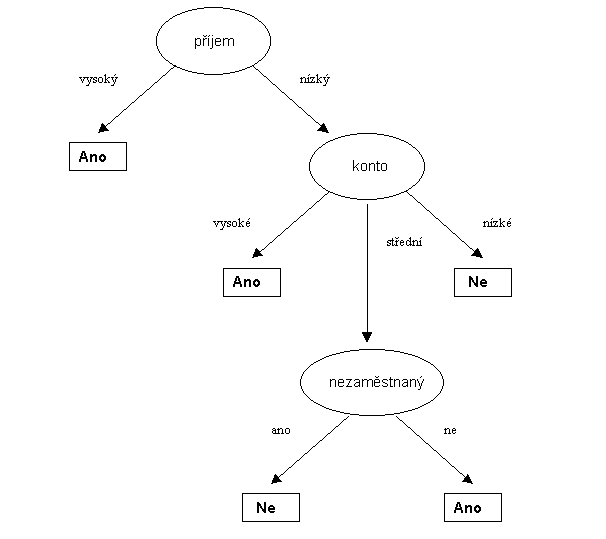 příjem
vysoký
nízký
Ano
konto
vysoké
střední
nízké
Ano
Ne
nezaměstnaný
ano
ne
Ne
Ano